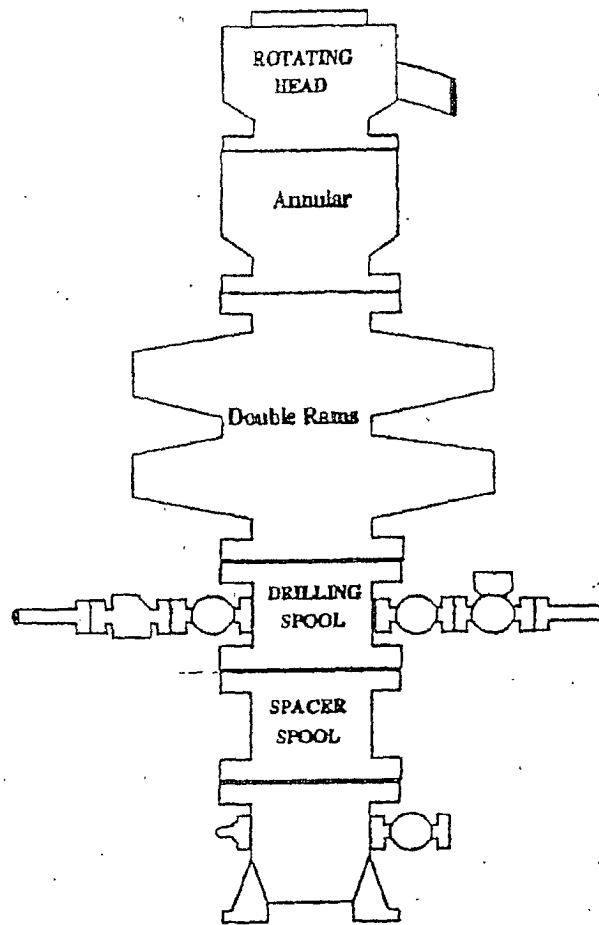 ROTATING
HEAD
Annular
Double Rams
DRILLING
SPOOL
SPACER
SPOOL